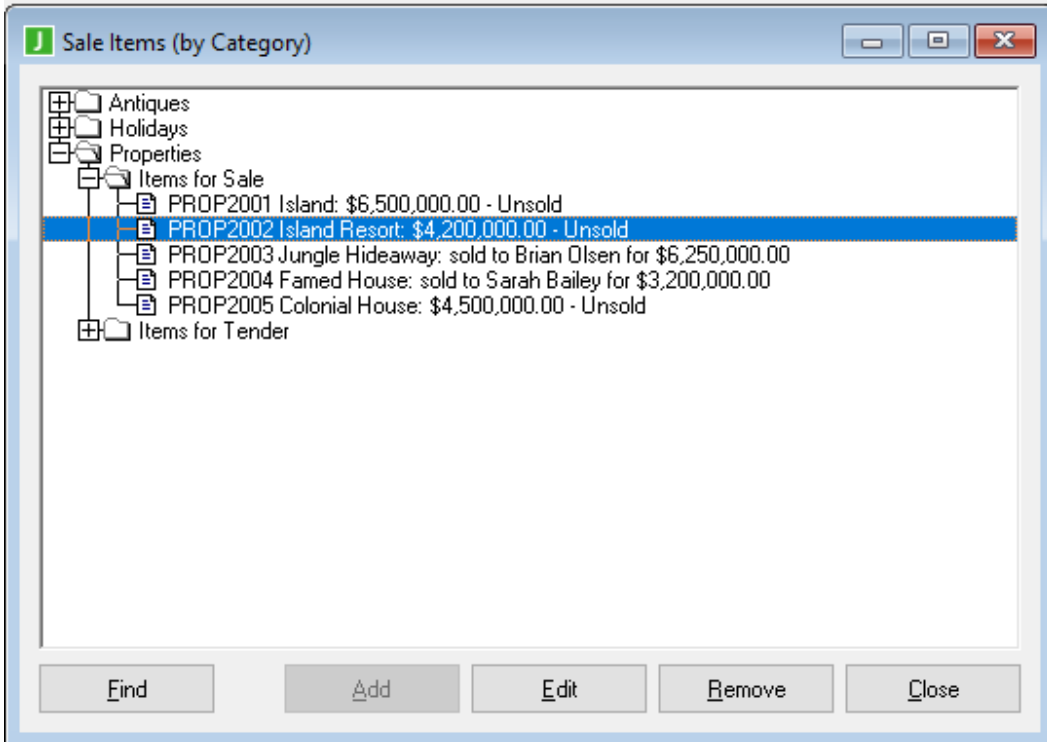 J Sale Items (by Category)
Antiques
Holidays
Properties
Items for Sale
PROP2001 Island: $6,500,000.00 - Unsold
PROP2002 Island Resort: $4,200,000.00 - Unsold
PROP2003 Jungle Hideaway: sold to Brian Olsen for $6,250,000.00
PROP2004 Famed House: sold to Sarah Bailey for $3,200,000.00
PROP2005 Colonial House: $4,500,000.00 - Unsold
Items for Tender
Find Add Edit Remove Close